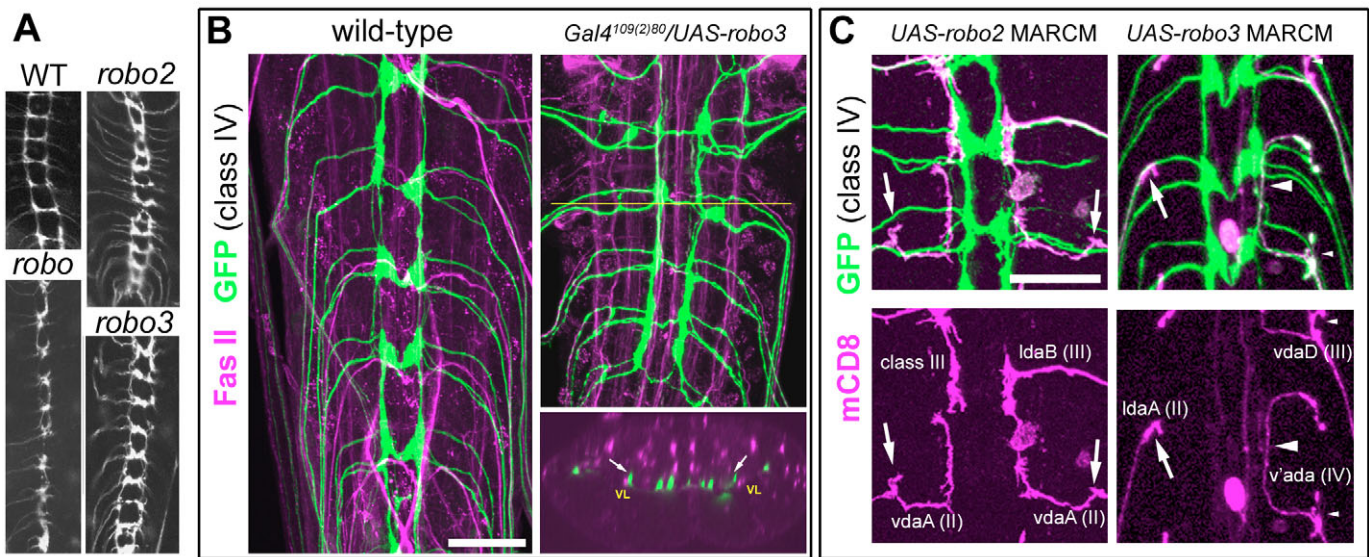 A
WT
robo2
robo
robo3
B
wild-type
Gal4109(2)80/UAS-robo3
Fas II GFP (class IV)
VL
VL
C
UAS-robo2 MARCM
UAS-robo3 MARCM
GFP (class IV)
mCD8
class III
ldaB (III)
vdaA (II)
vdaA (II)
vdaD (III)
ldaA (II)
v'ada (IV)